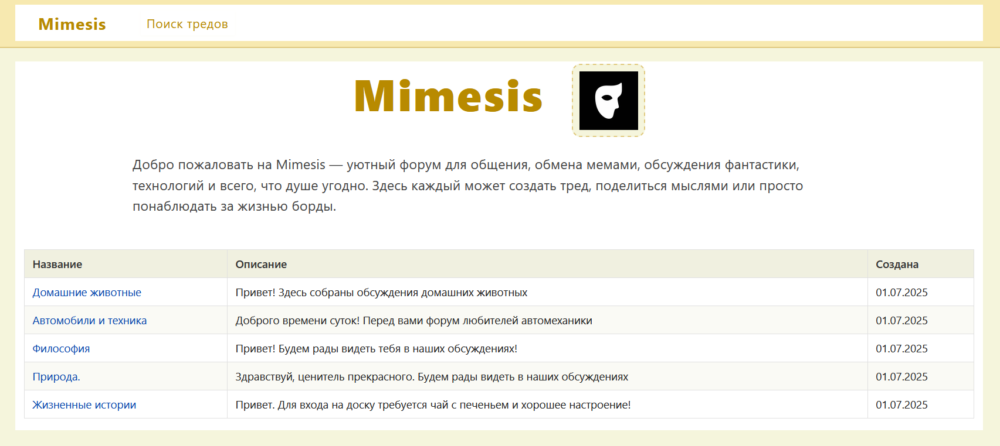 Mimesis Поиск тредов
Mimesis
Добро пожаловать на Mimesis — уютный форум для общения, обмена мемами, обсуждения фантастики,
технологий и всего, что душе угодно. Здесь каждый может создать тред, поделиться мыслями или просто
понаблюдать за жизнью борды.
Название Описание Создана
Домашние животные Привет! Здесь собраны обсуждения домашних животных 01.07.2025
Автомобили и техника Доброго времени суток! Перед вами форум любителей автомеханики 01.07.2025
Философия Привет! Будем рады видеть тебя в наших обсуждениях! 01.07.2025
Природа. Здравствуй, ценитель прекрасного. Будем рады видеть в наших обсуждениях 01.07.2025
Жизненные истории Привет. Для входа на доску требуется чай с печеньем и хорошее настроение! 01.07.2025